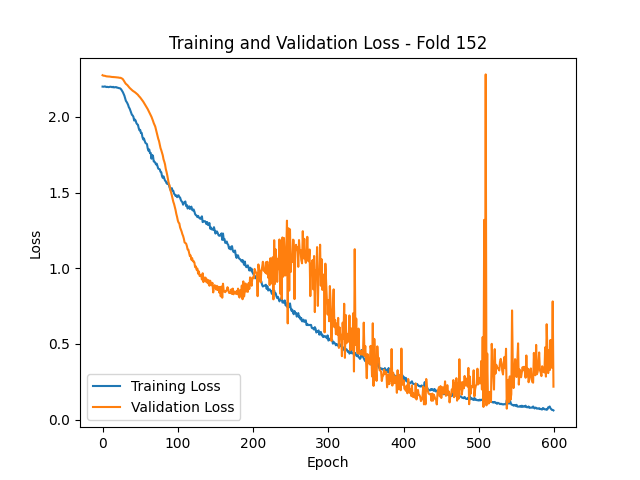 Training and Validation Loss - Fold 152
Loss
2.0
1.5
1.0
0.5
0.0
Training Loss
Validation Loss
0 100 200 300 400 500 600
Epoch